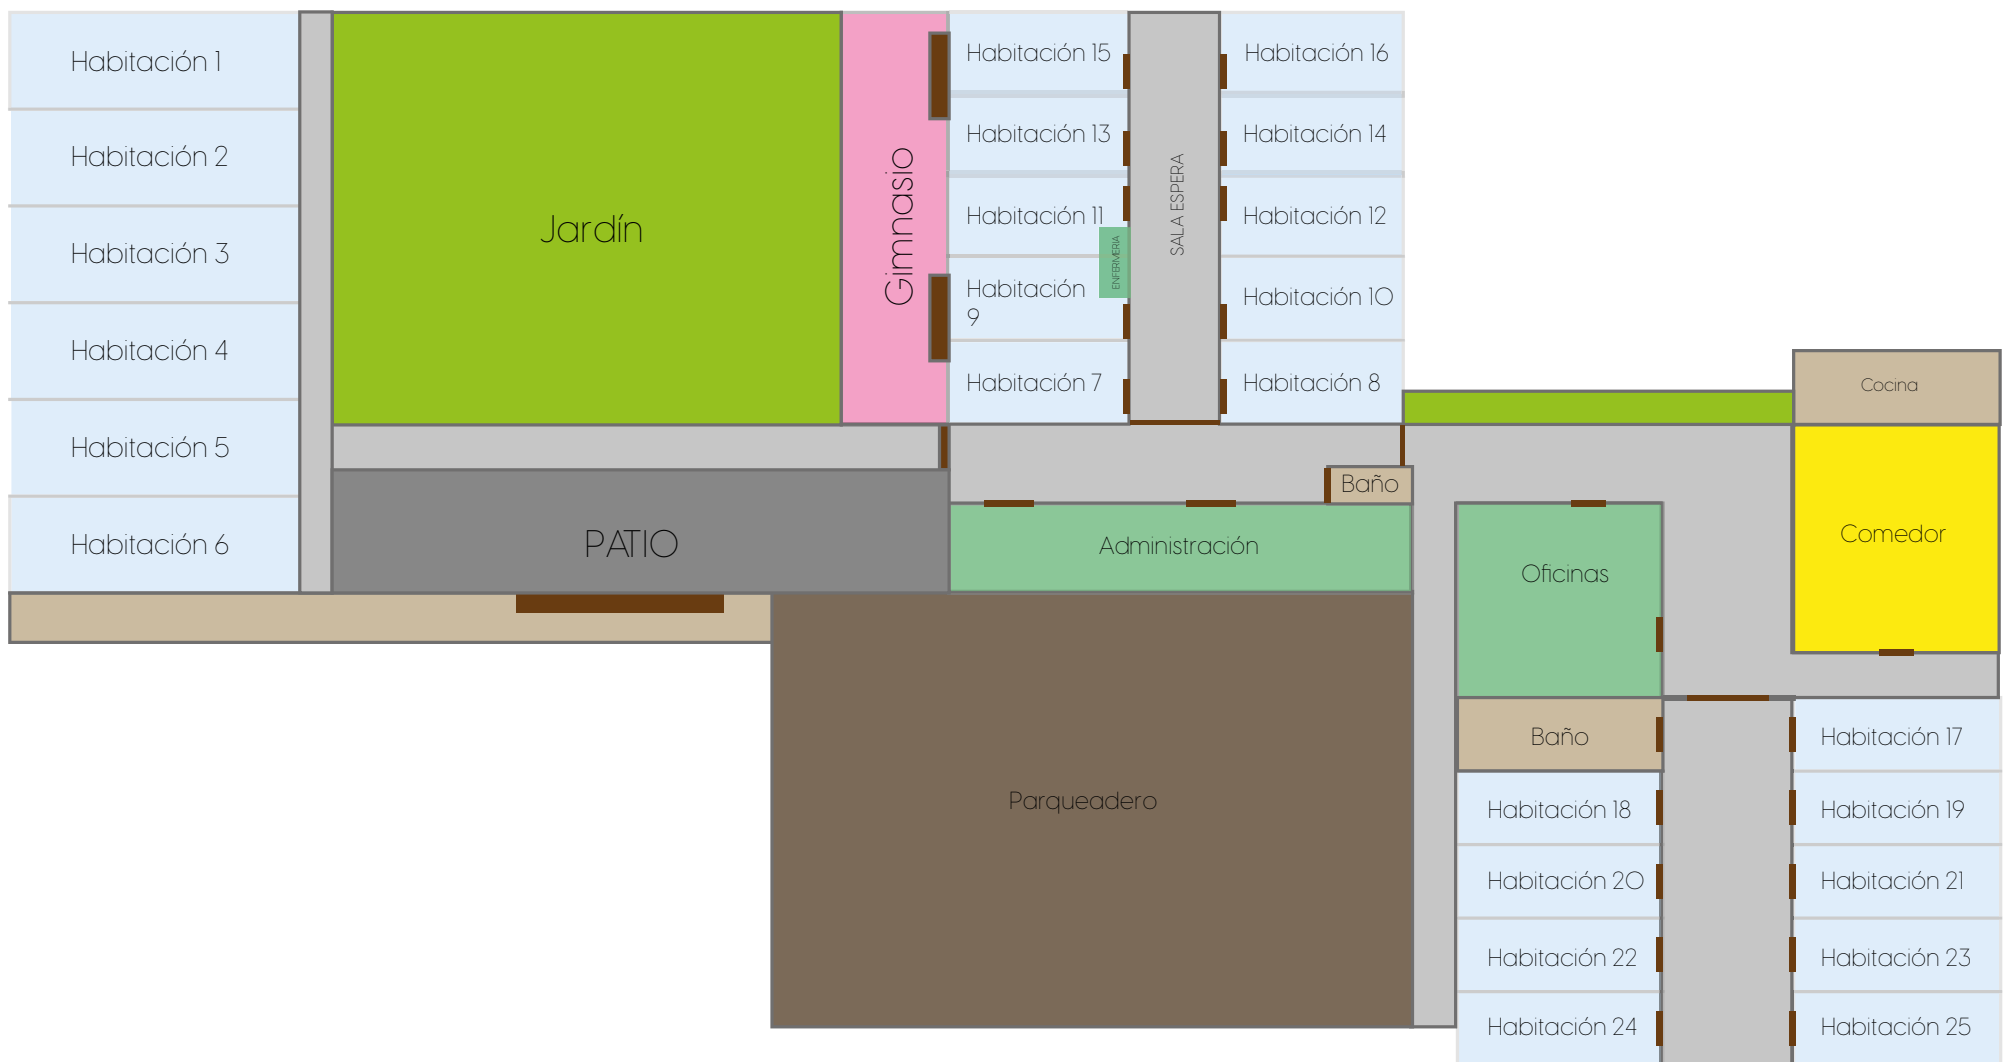 Habitación 1
Habitación 2
Habitación 3
Habitación 4
Habitación 5
Habitación 6
Jardín
PATIO
Gimnasio
Habitación 15
Habitación 13
Habitación 11
Habitación
9
Habitación 7
ENFERMERIA
SALA ESPERA
Habitación 16
Habitación 14
Habitación 12
Habitación 10
Habitación 8
Baño
Administración
Parqueadero
Cocina
Comedor
Oficinas
Baño
Habitación 18
Habitación 20
Habitación 22
Habitación 24
Habitación 17
Habitación 19
Habitación 21
Habitación 23
Habitación 25